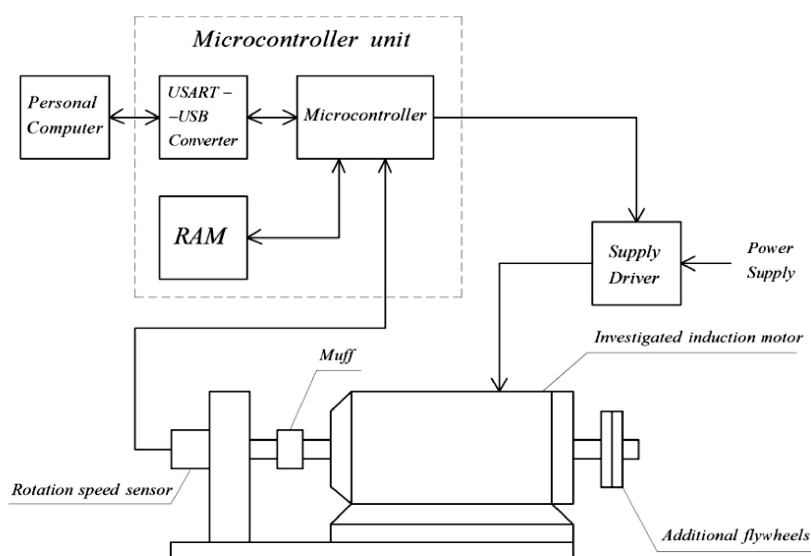 Microcontroller unit
Personal
Computer
USART –
–USB
Converter
Microcontroller
RAM
Supply
Driver
Power
Supply
Investigated induction motor
Muff
Rotation speed sensor
Additional flywheels